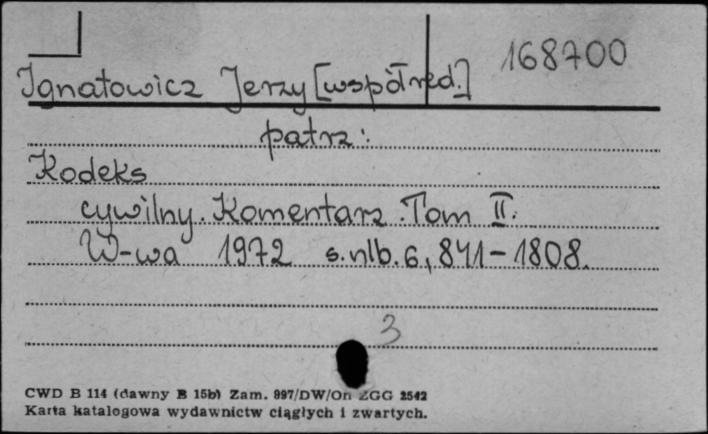 168700
Ignatowicz Jerzy [współred.]
patrz:
Kodeks
cywilny. Komentarz. Tom II.
W-wa 1972 s. nlb. 6, 841-1808.
3
CWD B 114 (dawny B 15b) Zam. 997/DW/On ZGG 2542
Karta katalogowa wydawnictw ciągłych i zwartych.